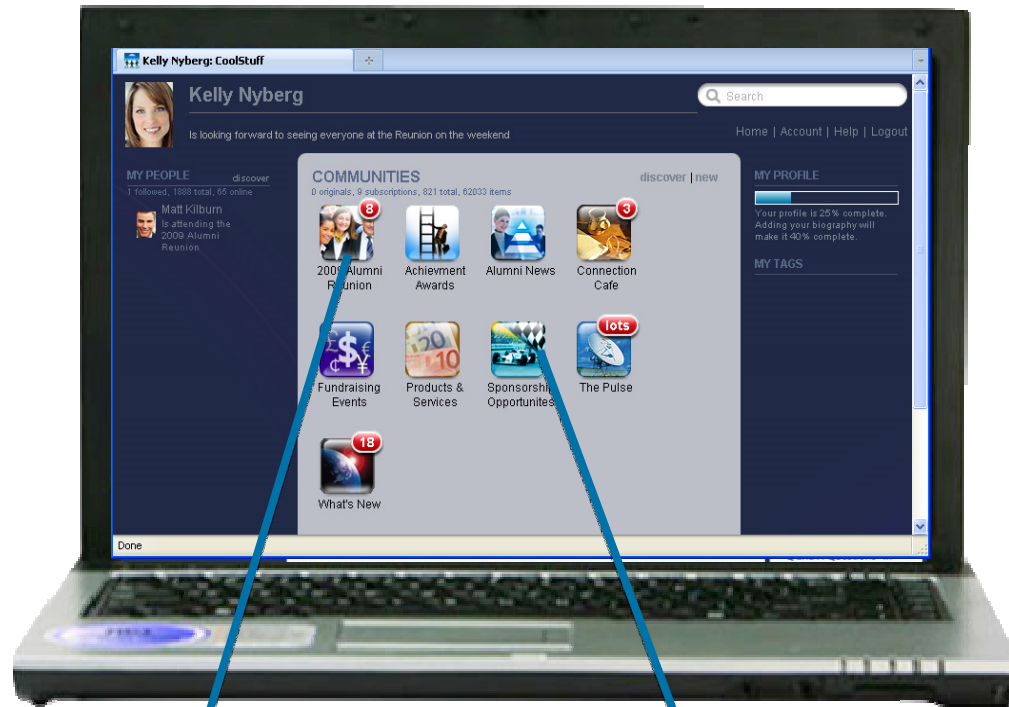 Kelly Nyberg: CoolStuff
Kelly Nyberg
Search
Is looking forward to seeing everyone at the Reunion on the weekend
Home | Account | Help | Logout
MY PEOPLE discover
1 followed, 1888 total, 65 online
Matt Kilburn
Is attending the
2009 Alumni
Reunion
COMMUNITIES discover | new
0 originals, 9 subscriptions, 821 total, 62033 items
8
3
2009 Alumni
Reunion
Achievment
Awards
Alumni News
Connection
Cafe
lots
Fundraising
Events
Products &
Services
Sponsorship
Opportunites
The Pulse
18
What's New
MY PROFILE
Your profile is 25% complete.
Adding your biography will
make it 40% complete.
MY TAGS
Done